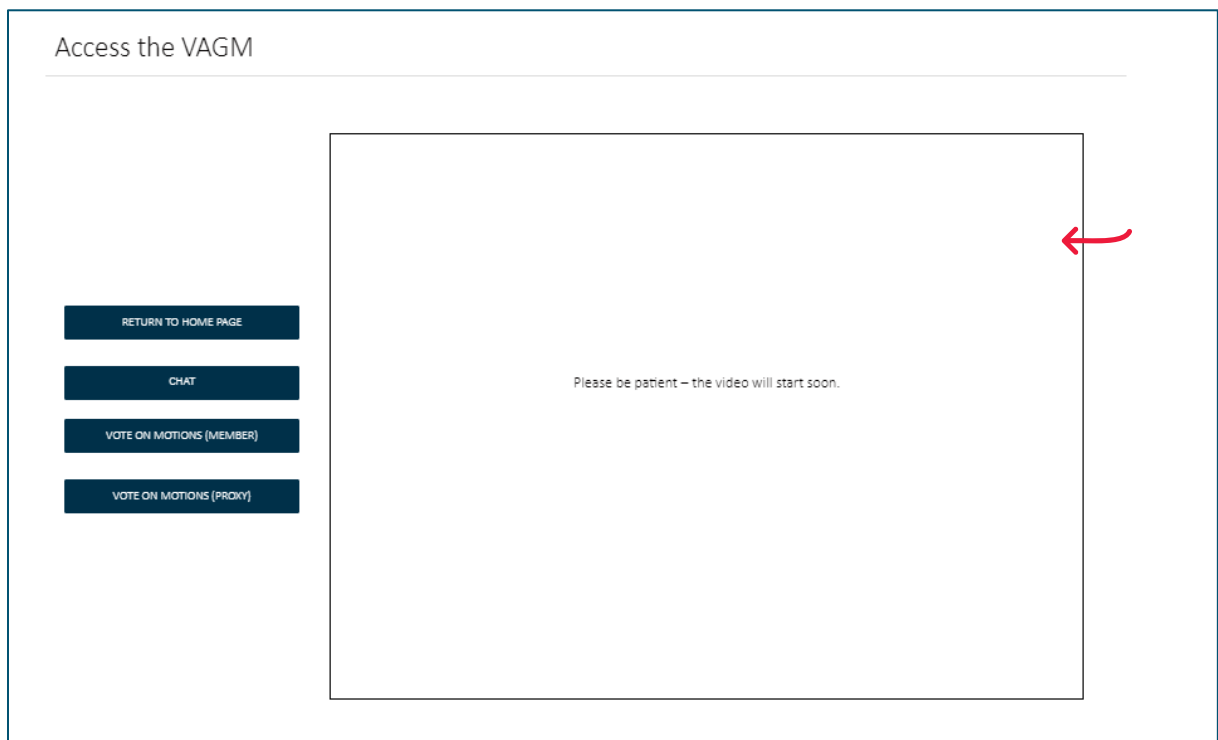 Access the VAGM
RETURN TO HOME PAGE
CHAT
VOTE ON MOTIONS (MEMBER)
VOTE ON MOTIONS (PROXY)
Please be patient – the video will start soon.